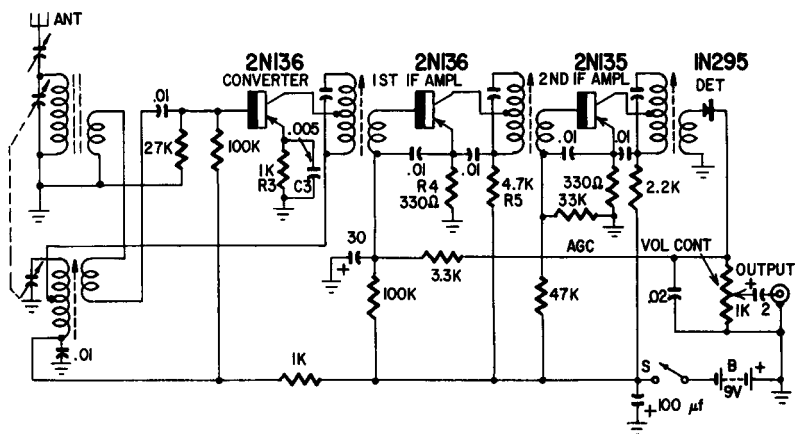 ANT
2N136
CONVERTER
2N136
1ST IF AMPL
2N135
2ND IF AMPL
1N295
DET
.01
27K
100K
.005
1K
R3
C3
.01
.01
R4
330Ω
4.7K
R5
.01
.01
330Ω
33K
2.2K
30
+
3.3K
AGC
VOL CONT
OUTPUT
+
2
1K
.02
100K
47K
.01
1K
S
B
9V
+
+100 μf